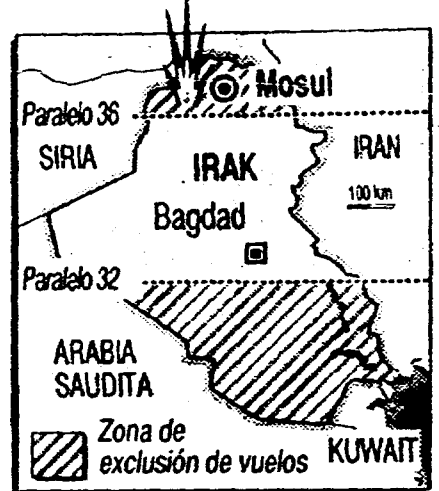 Mosul
Paralelo 36
SIRIA
IRAK
IRAN
100 km
Bagdad
Paralelo 32
ARABIA
SAUDITA
Zona de
exclusión de vuelos
KUWAIT